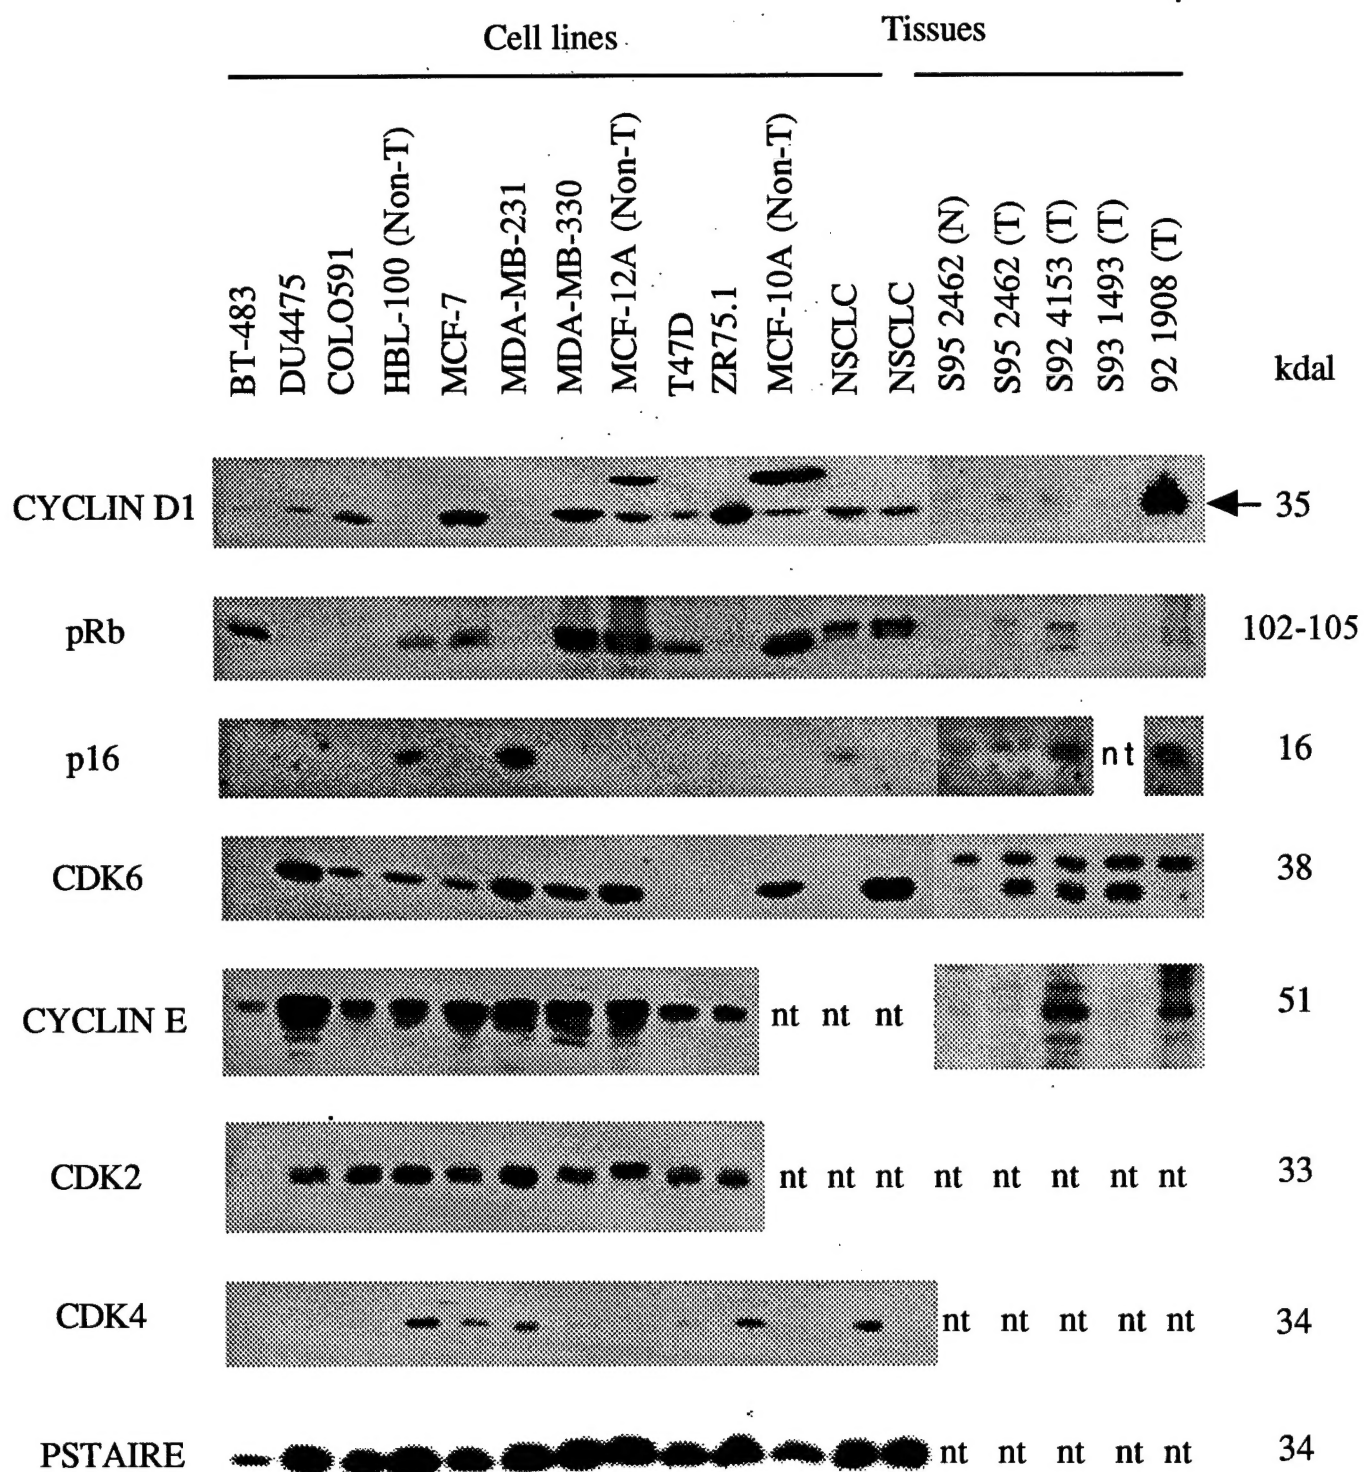 Cell lines
Tissues
BT-483
DU4475
COLO591
HBL-100 (Non-T)
MCF-7
MDA-MB-231
MDA-MB-330
MCF-12A (Non-T)
T47D
ZR75.1
MCF-10A (Non-T)
NSCLC
NSCLC
S95 2462 (N)
S95 2462 (T)
S92 4153 (T)
S93 1493 (T)
92 1908 (T)
kdal
CYCLIN D1 35
pRb 102-105
p16 nt 16
CDK6 38
CYCLIN E nt nt nt 51
CDK2 nt nt nt nt nt nt nt nt 33
CDK4 nt nt nt nt nt 34
PSTAIRE nt nt nt nt nt 34